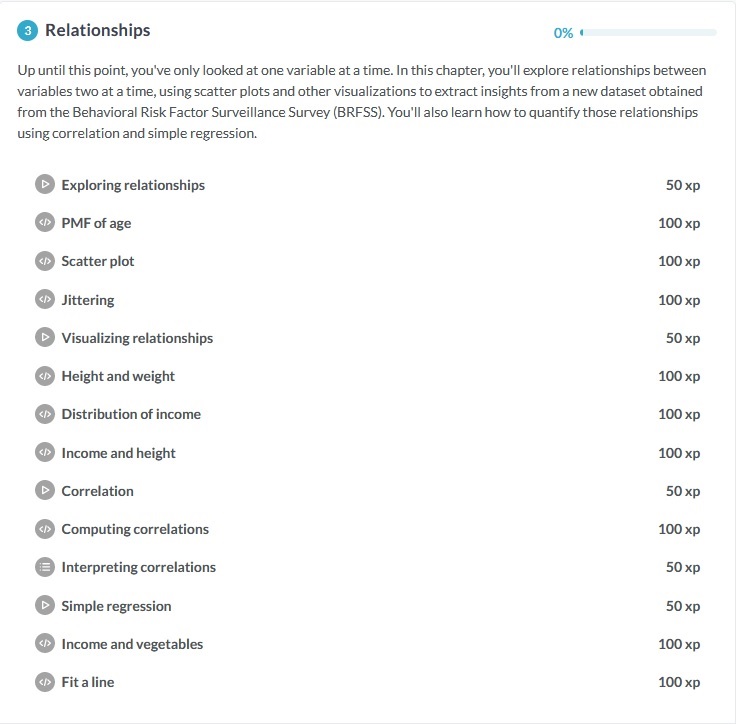 3 Relationships 0%
Up until this point, you've only looked at one variable at a time. In this chapter, you'll explore relationships between
variables two at a time, using scatter plots and other visualizations to extract insights from a new dataset obtained
from the Behavioral Risk Factor Surveillance Survey (BRFSS). You'll also learn how to quantify those relationships
using correlation and simple regression.
Exploring relationships 50 xp
PMF of age 100 xp
Scatter plot 100 xp
Jittering 100 xp
Visualizing relationships 50 xp
Height and weight 100 xp
Distribution of income 100 xp
Income and height 100 xp
Correlation 50 xp
Computing correlations 100 xp
Interpreting correlations 50 xp
Simple regression 50 xp
Income and vegetables 100 xp
Fit a line 100 xp